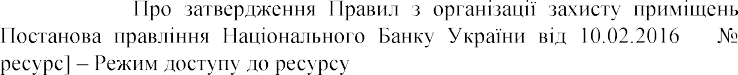 Про затвердження Правил з організації захисту приміщень
Постанова правління Національного Банку України від 10.02.2016 №
ресурс] – Режим доступу до ресурсу